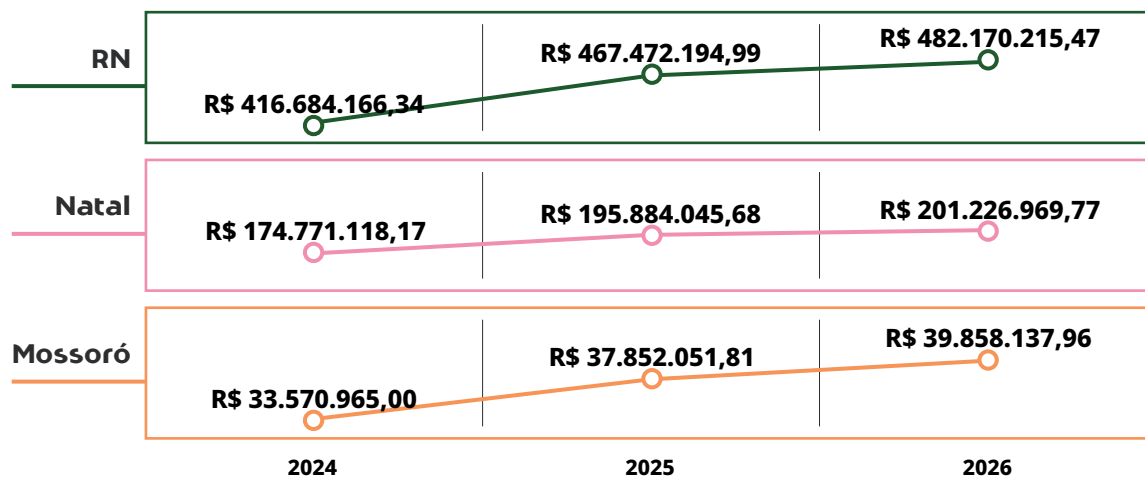 RN
R$ 416.684.166,34
R$ 467.472.194,99
R$ 482.170.215,47
Natal
R$ 174.771.118,17
R$ 195.884.045,68
R$ 201.226.969,77
Mossoró
R$ 33.570.965,00
R$ 37.852.051,81
R$ 39.858.137,96
2024
2025
2026